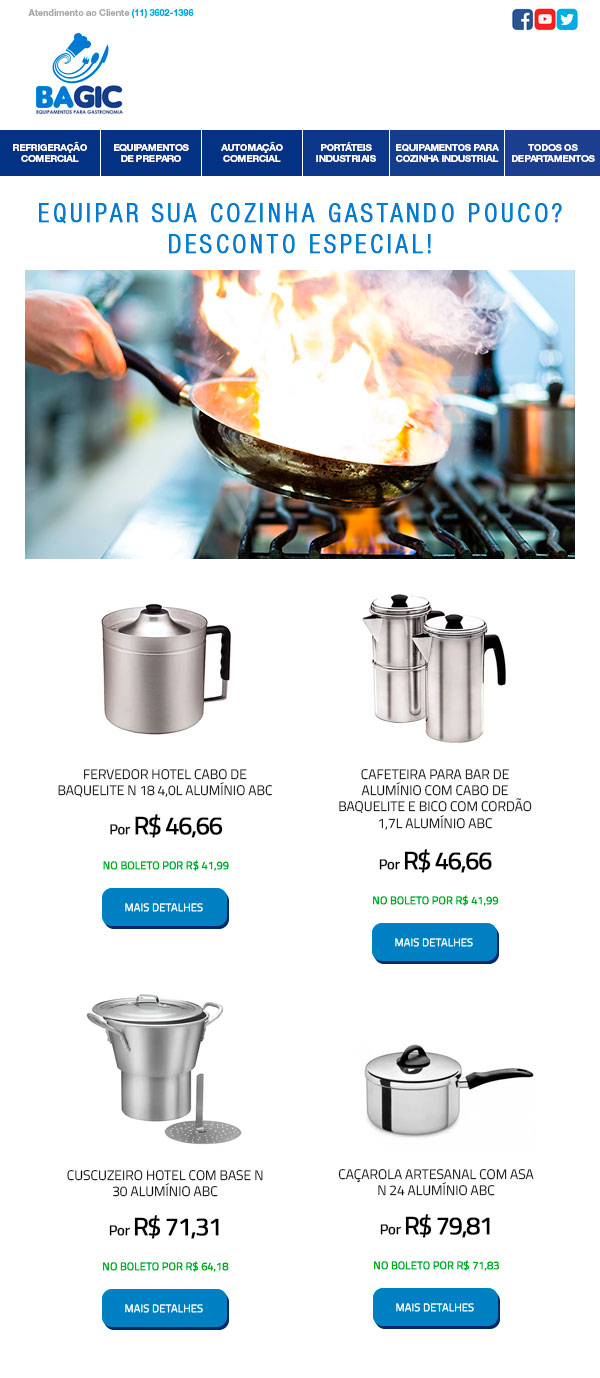 Atendimento ao Cliente (11) 3602-1396
BAGIC
EQUIPAMENTOS PARA GASTRONOMIA
REFRIGERAÇÃO
COMERCIAL
EQUIPAMENTOS
DE PREPARO
AUTOMAÇÃO
COMERCIAL
PORTÁTEIS
INDUSTRIAIS
EQUIPAMENTOS PARA
COZINHA INDUSTRIAL
TODOS OS
DEPARTAMENTOS
EQUIPAR SUA COZINHA GASTANDO POUCO?
DESCONTO ESPECIAL!
FERVEDOR HOTEL CABO DE
BAQUELITE N 18 4,0L ALUMÍNIO ABC
Por R$ 46,66
NO BOLETO POR R$ 41,99
MAIS DETALHES
CAFETEIRA PARA BAR DE
ALUMÍNIO COM CABO DE
BAQUELITE E BICO COM CORDÃO
1,7L ALUMÍNIO ABC
Por R$ 46,66
NO BOLETO POR R$ 41,99
MAIS DETALHES
CUSCUZEIRO HOTEL COM BASE N
30 ALUMÍNIO ABC
Por R$ 71,31
NO BOLETO POR R$ 64,18
MAIS DETALHES
CAÇAROLA ARTESANAL COM ASA
N 24 ALUMÍNIO ABC
Por R$ 79,81
NO BOLETO POR R$ 71,83
MAIS DETALHES